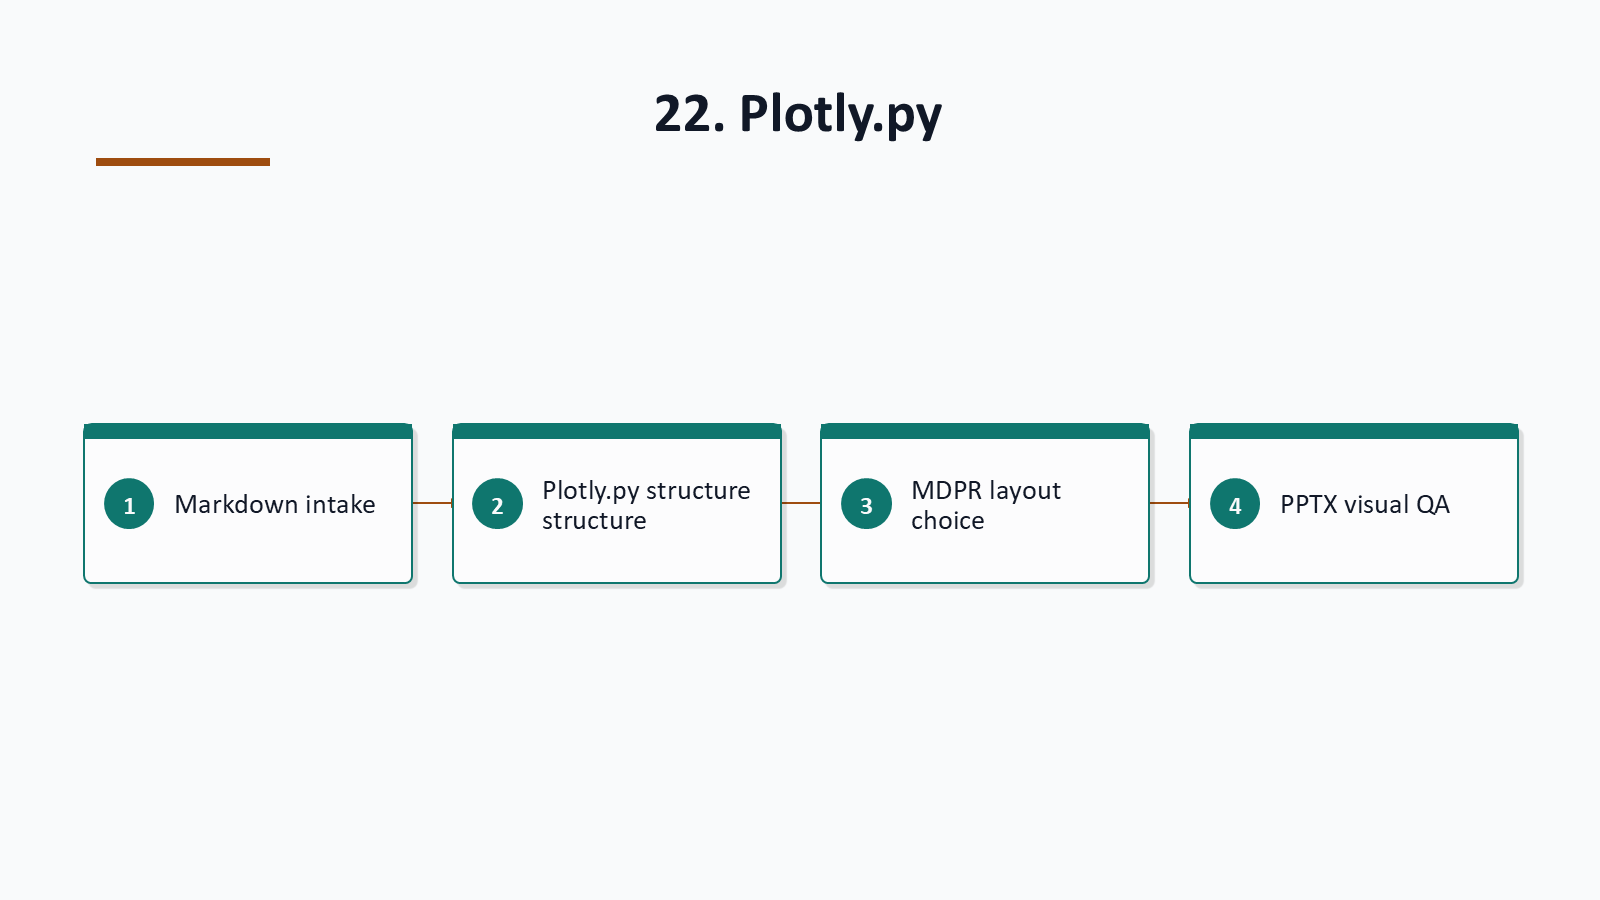 22. Plotly.py
1
Markdown intake
2
Plotly.py structure
structure
3
MDPR layout
choice
4
PPTX visual QA